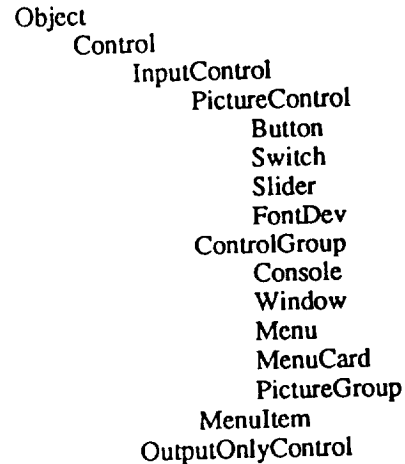 Object
Control
InputControl
PictureControl
Button
Switch
Slider
FontDev
ControlGroup
Console
Window
Menu
MenuCard
PictureGroup
MenuItem
OutputOnlyControl